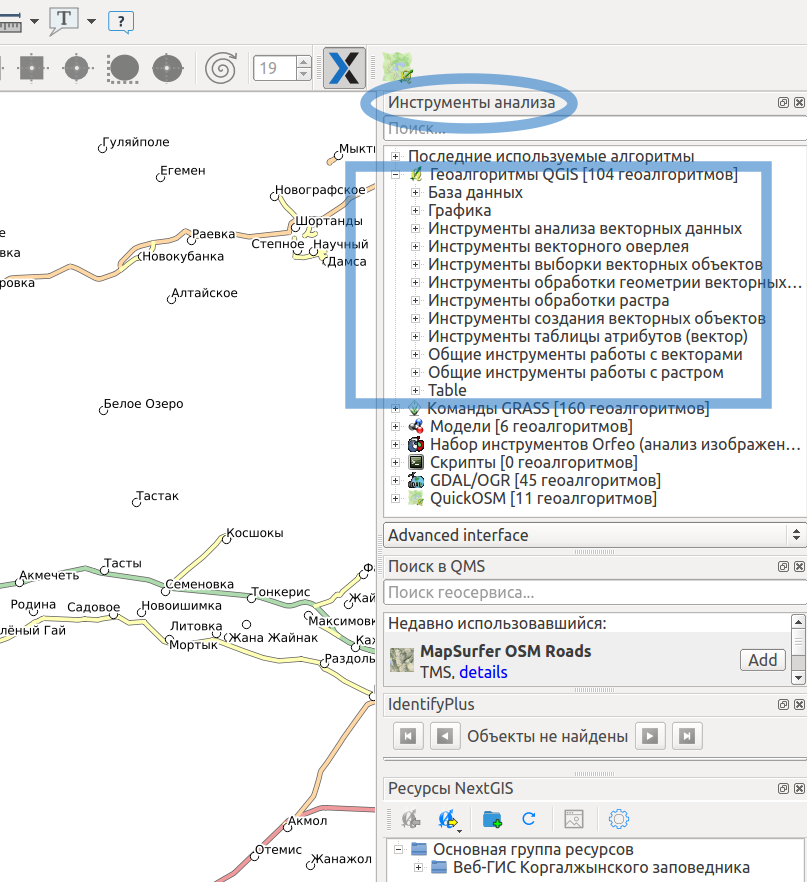 T
?
19
Инструменты анализа
Поиск...
Последние используемые алгоритмы
Геоалгоритмы QGIS [104 геоалгоритмов]
База данных
Графика
Инструменты анализа векторных данных
Инструменты векторного оверлея
Инструменты выборки векторных объектов
Инструменты обработки геометрии векторных...
Инструменты обработки растра
Инструменты создания векторных объектов
Инструменты таблицы атрибутов (вектор)
Общие инструменты работы с векторами
Общие инструменты работы с растром
Table
Команды GRASS [160 геоалгоритмов]
Модели [6 геоалгоритмов]
Набор инструментов Orfeo (анализ изображен...
Скрипты [0 геоалгоритмов]
GDAL/OGR [45 геоалгоритмов]
QuickOSM [11 геоалгоритмов]
Advanced interface
Поиск в QMS
Поиск геосервиса...
Недавно использовавшийся:
MapSurfer OSM Roads
Add
TMS, details
IdentifyPlus
Объекты не найдены
Ресурсы NextGIS
Основная группа ресурсов
Веб-ГИС Коргалжынского заповедника
Гуляйполе
Мыкт
Егемен
Новографское
Шортанды
Раевка
Степное
Научный
Новокубанка
Дамса
вка
ровка
Алтайское
Белое Озеро
Тастак
Косшокы
Тасты
Акмечеть
Семеновка
Тонкерис
Жай
Родина
Садовое
Новоишимка
Максимовк
лёный Гай
Литовка
Жана Жайнак
Мортык
Каж
Раздоль
Акмол
Отемис
Жанажол